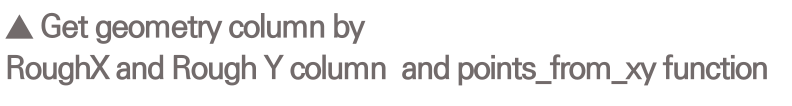 ▲ Get geometry column by
RoughX and Rough Y column and points_from_xy function